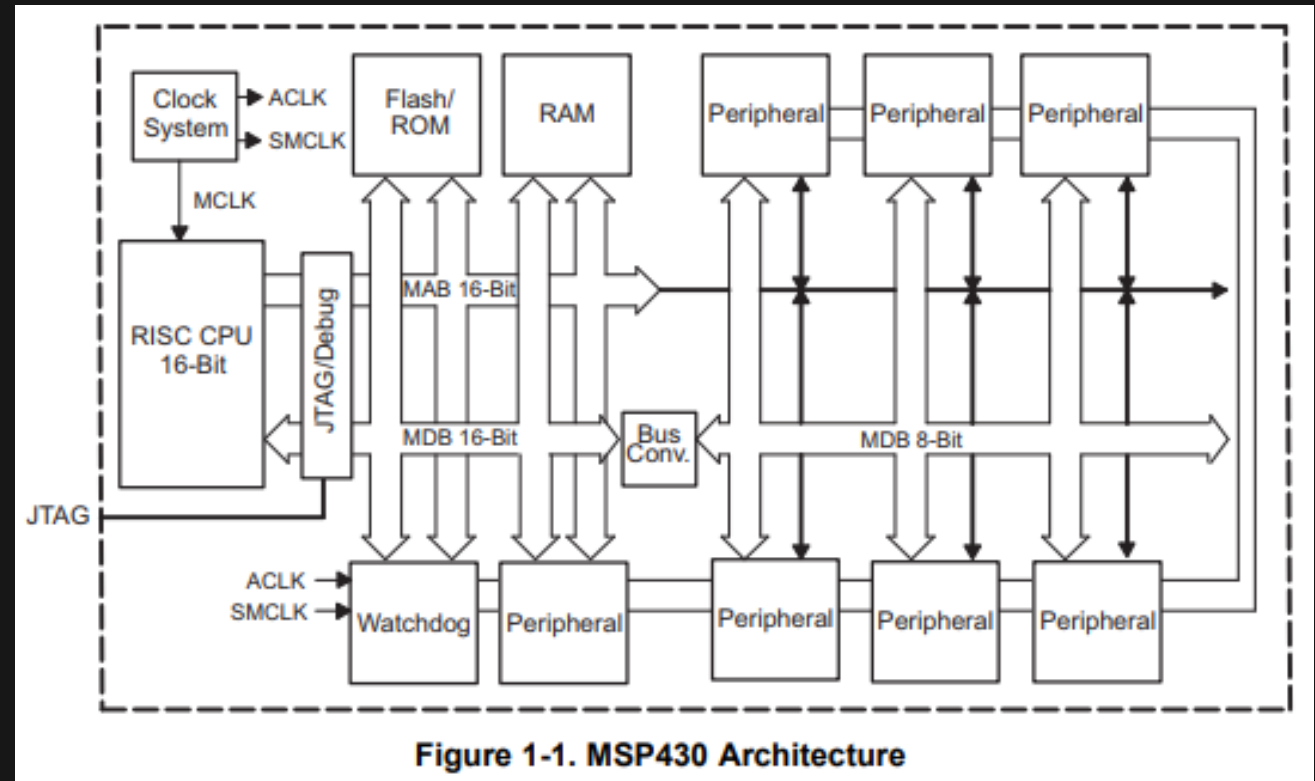 Clock
System
ACLK
SMCLK
MCLK
Flash/
ROM
RAM
Peripheral
Peripheral
Peripheral
RISC CPU
16-Bit
JTAG/Debug
MAB 16-Bit
MDB 16-Bit
Bus
Conv.
MDB 8-Bit
JTAG
ACLK
SMCLK
Watchdog
Peripheral
Peripheral
Peripheral
Peripheral
Figure 1-1. MSP430 Architecture